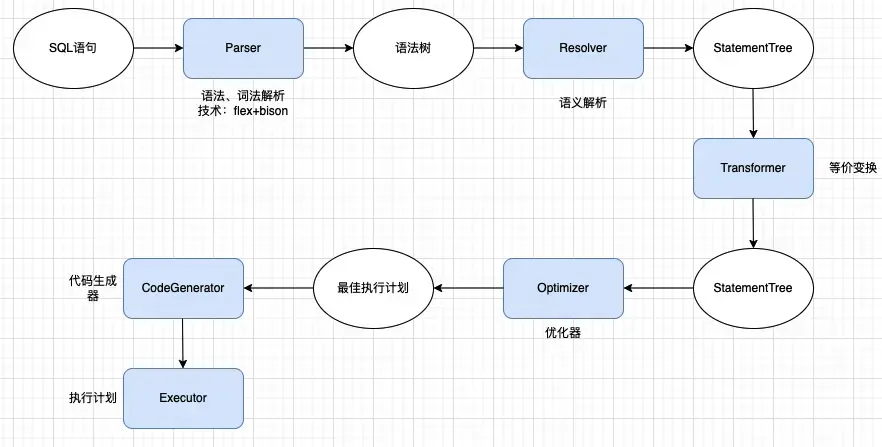 SQL语句
Parser
语法树
Resolver
StatementTree
语法、词法解析
技术：flex+bison
语义解析
Transformer
等价变换
代码生成
器
CodeGenerator
最佳执行计划
Optimizer
StatementTree
优化器
执行计划
Executor